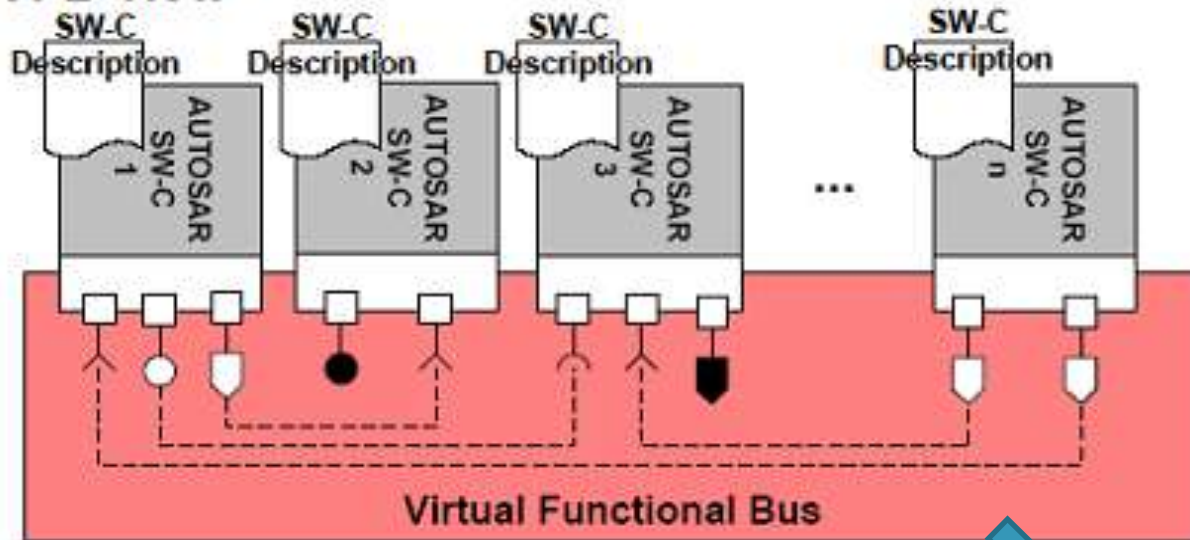 SW-C
Description
AUTOSAR
SW-C
1
SW-C
Description
AUTOSAR
SW-C
2
SW-C
Description
AUTOSAR
SW-C
3
...
SW-C
Description
AUTOSAR
SW-C
n
Virtual Functional Bus